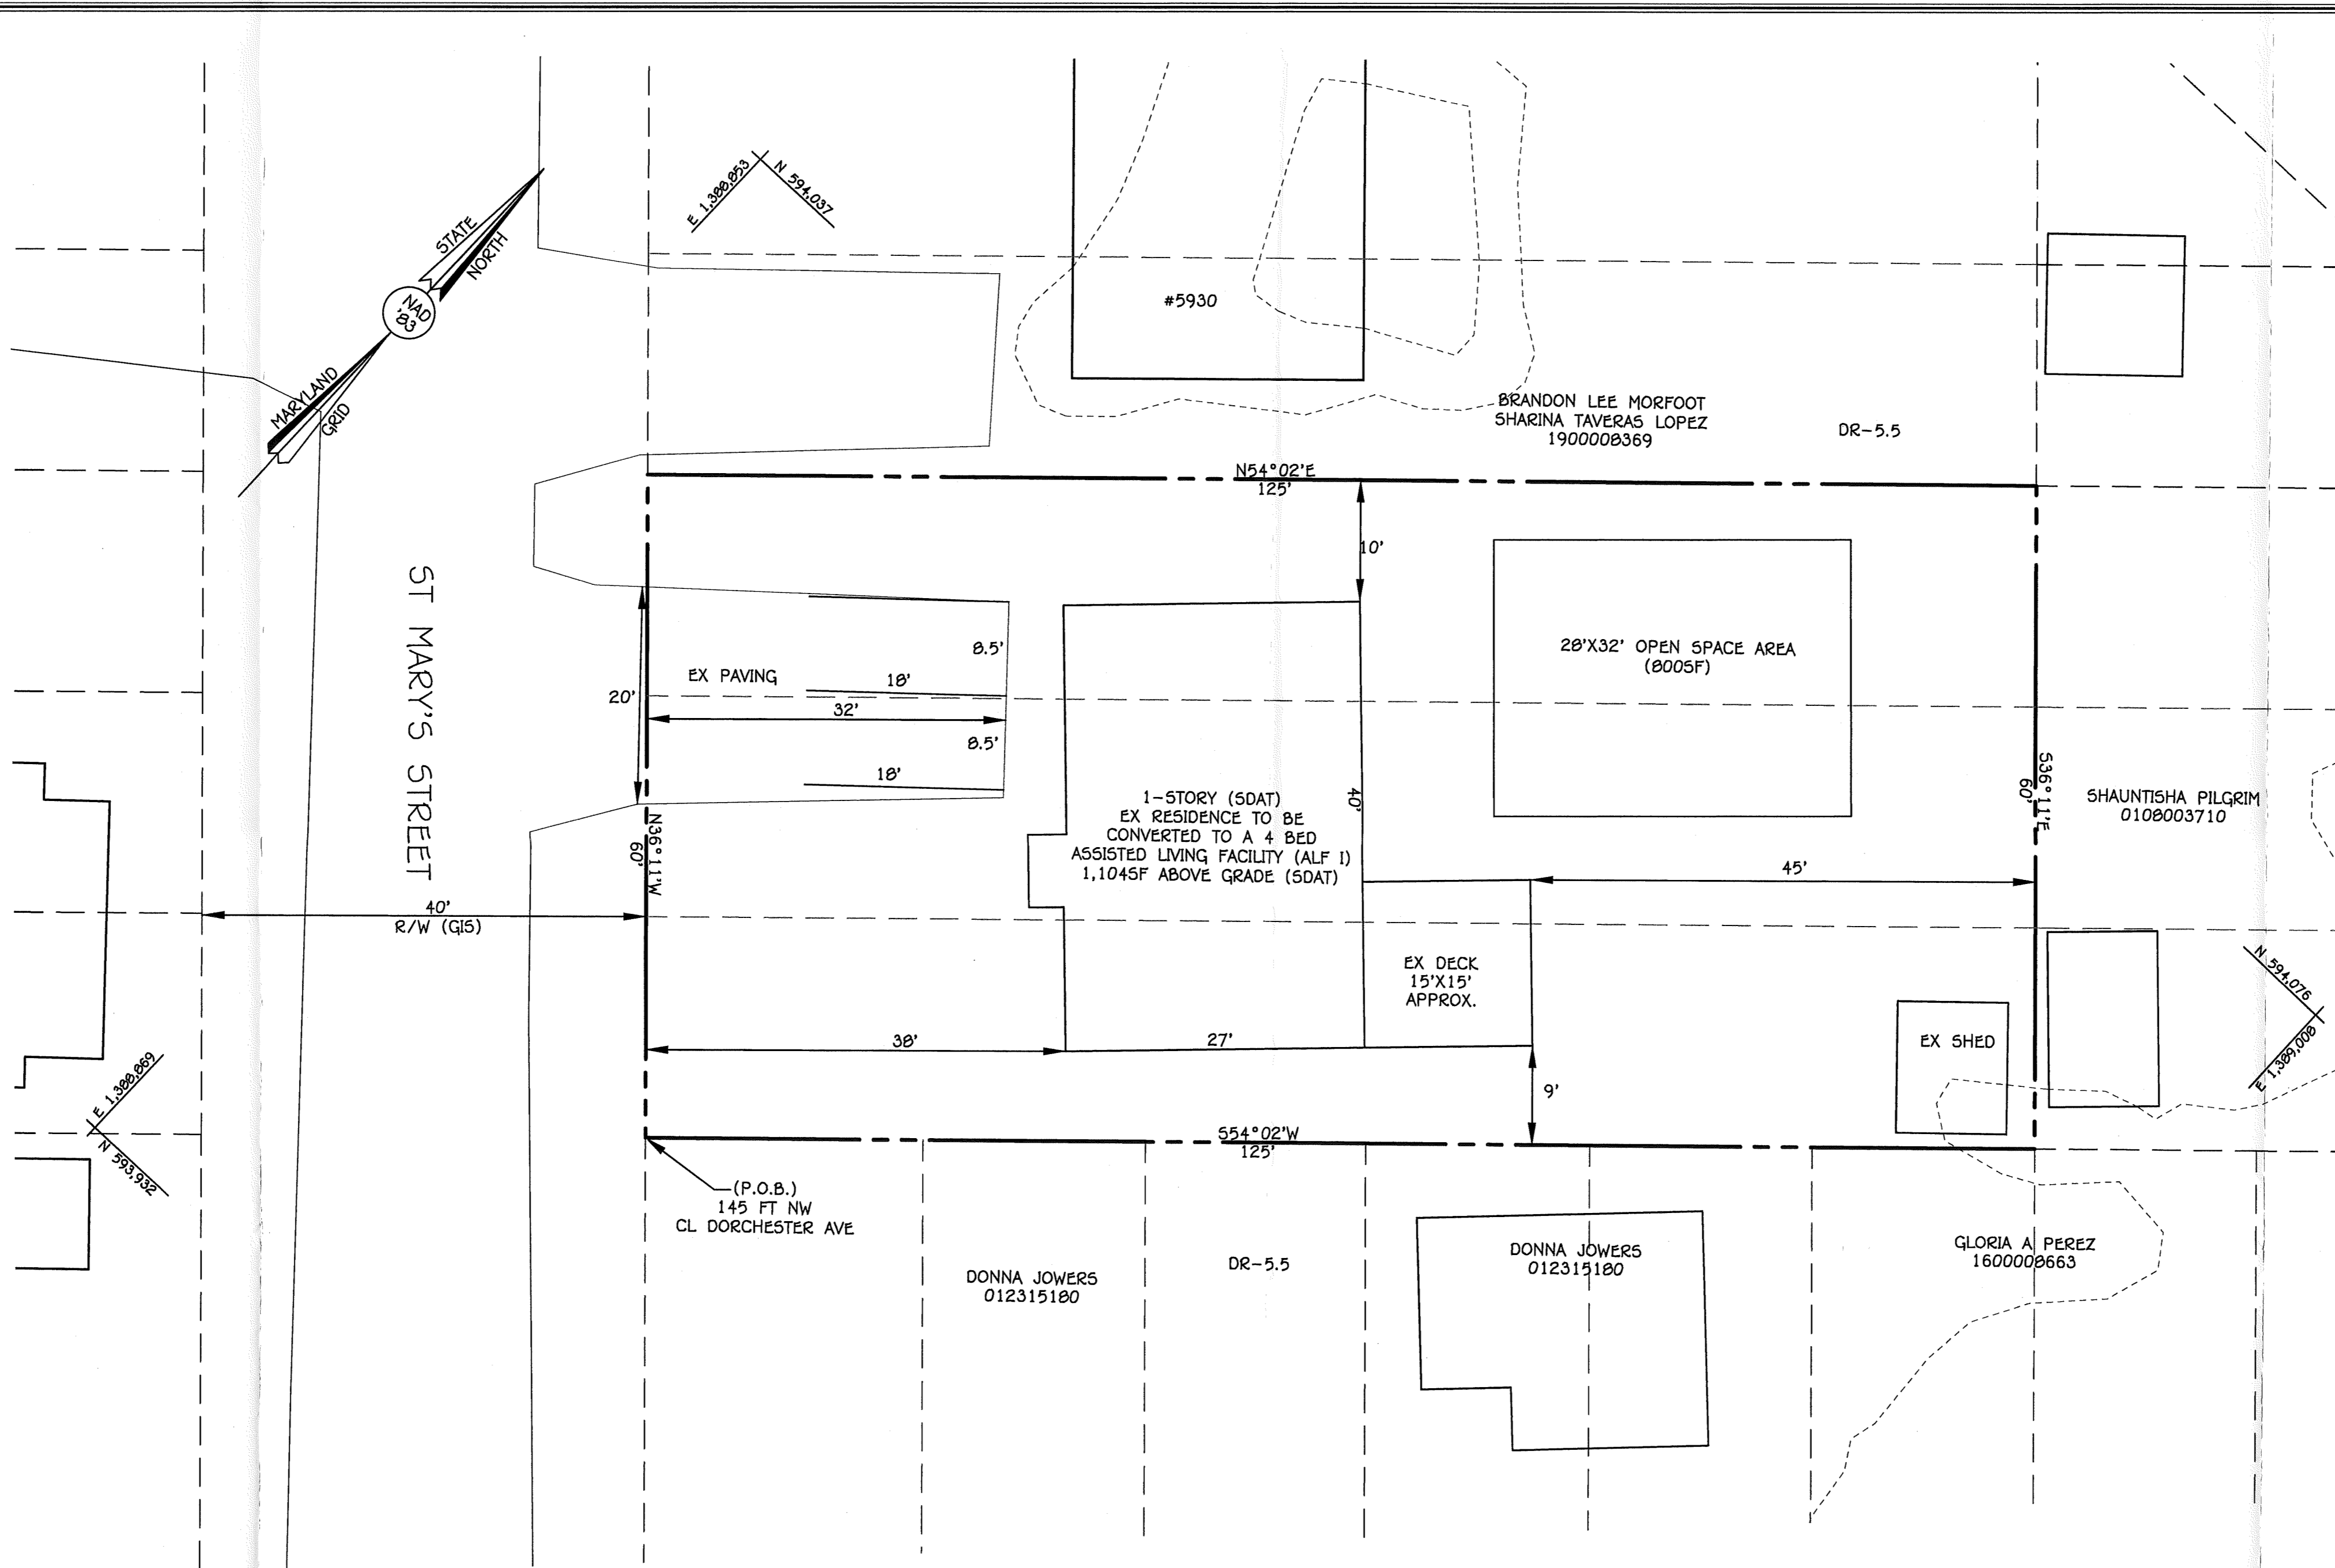 E 1,388,853
N 594,037
STATE
NORTH
NAD
'83
MARYLAND
GRID
#5930
BRANDON LEE MORFOOT
SHARINA TAVERAS LOPEZ
1900008369
DR-5.5
N54°02'E
125'
10'
ST MARY'S STREET
8.5'
EX PAVING
18'
20'
32'
8.5'
18'
28'X32' OPEN SPACE AREA
(800SF)
1-STORY (SDAT)
EX RESIDENCE TO BE
CONVERTED TO A 4 BED
ASSISTED LIVING FACILITY (ALF I)
1,104SF ABOVE GRADE (SDAT)
40'
S36°11'E
60'
SHAUNTISHA PILGRIM
0108003710
N36°11'W
60'
45'
40'
R/W (GIS)
EX DECK
15'X15'
APPROX.
N 594,076
E 1,389,008
EX SHED
38'
27'
9'
E 1,388,869
N 593,932
S54°02'W
125'
(P.O.B.)
145 FT NW
CL DORCHESTER AVE
DONNA JOWERS
012315180
DR-5.5
DONNA JOWERS
012315180
GLORIA A PEREZ
1600008663